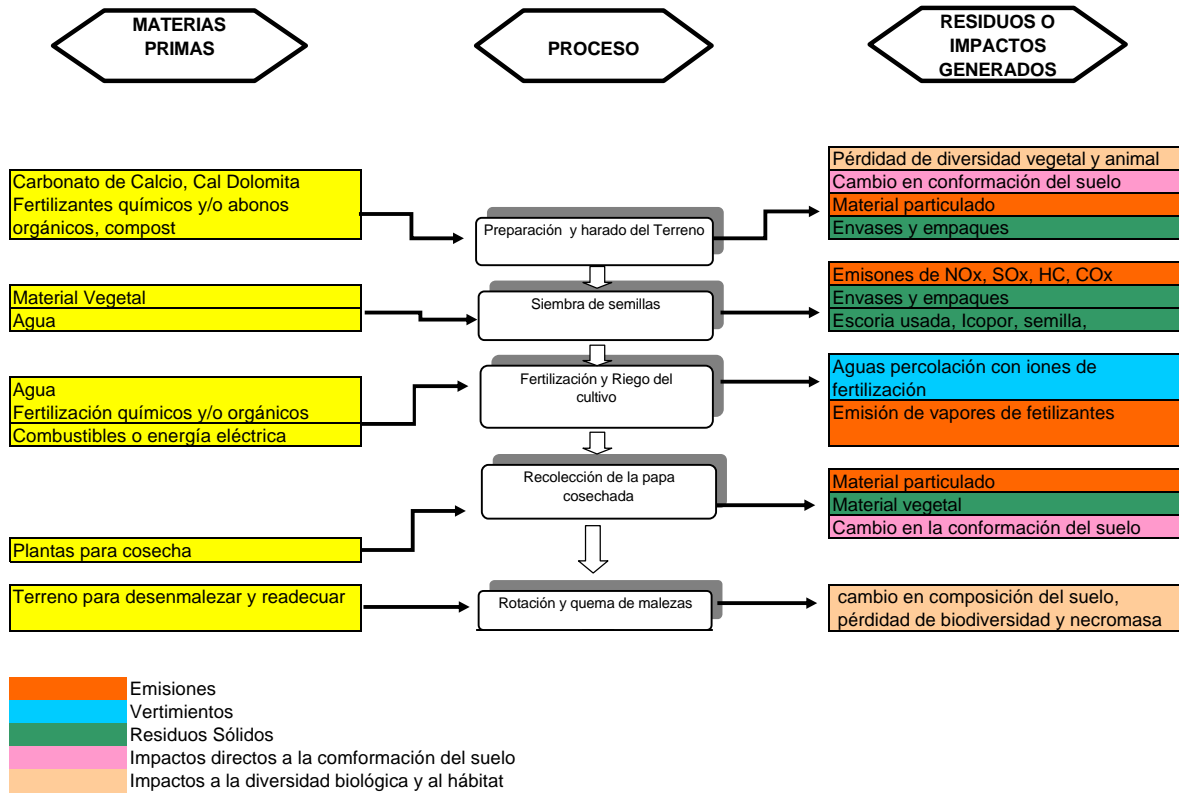 MATERIAS
PRIMAS
PROCESO
RESIDUOS O
IMPACTOS
GENERADOS
Carbonato de Calcio, Cal Dolomita
Fertilizantes químicos y/o abonos
orgánicos, compost
Preparación y harado del Terreno
Pérdidad de diversidad vegetal y animal
Cambio en conformación del suelo
Material particulado
Envases y empaques
Material Vegetal
Agua
Siembra de semillas
Emisones de NOx, SOx, HC, COx
Envases y empaques
Escoria usada, Icopor, semilla,
Agua
Fertilización químicos y/o orgánicos
Combustibles o energía eléctrica
Fertilización y Riego del
cultivo
Aguas percolación con iones de
fertilización
Emisión de vapores de fetilizantes
Plantas para cosecha
Recolección de la papa
cosechada
Material particulado
Material vegetal
Cambio en la conformación del suelo
Terreno para desenmalezar y readecuar
Rotación y quema de malezas
cambio en composición del suelo,
pérdidad de biodiversidad y necromasa
Emisiones
Vertimientos
Residuos Sólidos
Impactos directos a la comformación del suelo
Impactos a la diversidad biológica y al hábitat